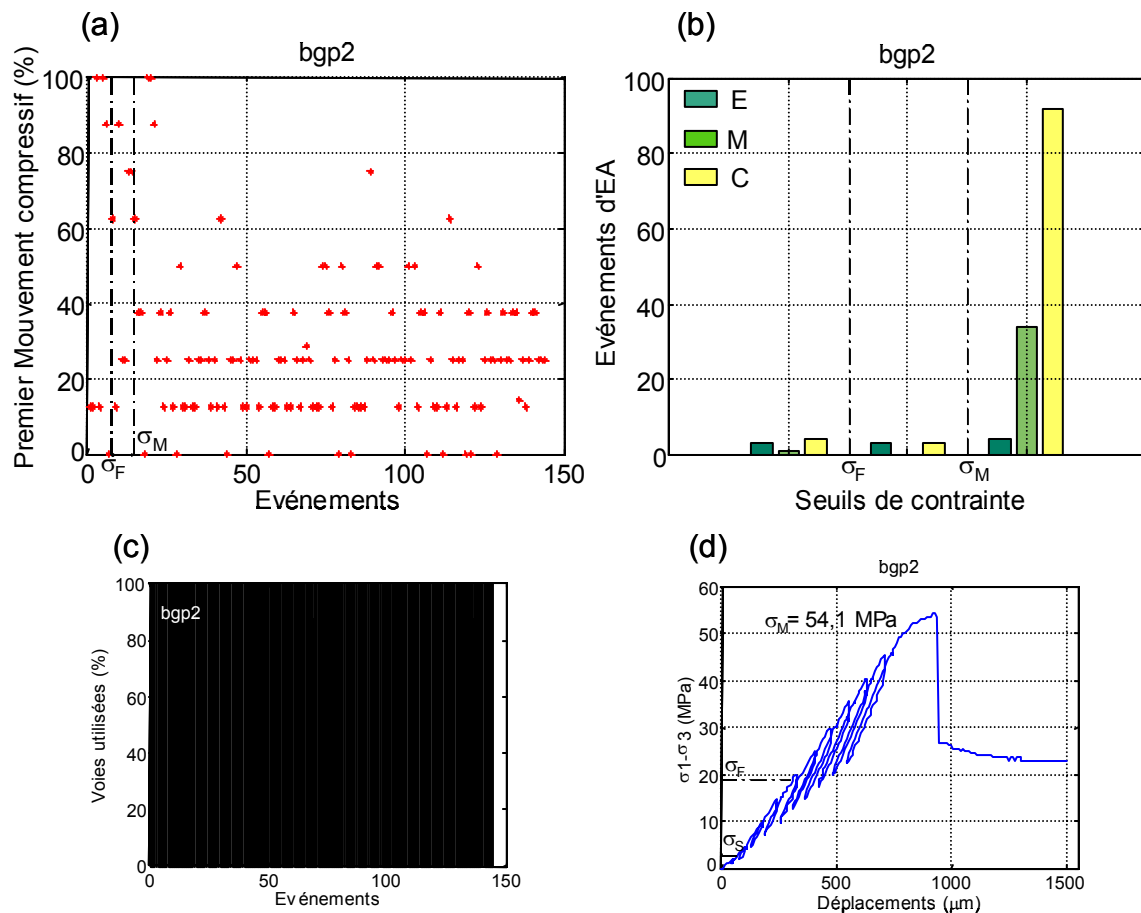 (a)
bgp2
Premier Mouvement compressif (%)
100
80
60
40
20
0
σF
σM
0
50
100
150
Evénements
(b)
bgp2
E
M
C
Evénements d'EA
100
80
60
40
20
0
σF
σM
Seuils de contrainte
(c)
bgp2
Voies utilisées (%)
100
80
60
40
20
0
0
50
100
150
Evénements
(d)
bgp2
σM= 54,1 MPa
σ1-σ3 (MPa)
60
50
40
30
20
10
0
σF
σS
0
500
1000
1500
Déplacements (μm)